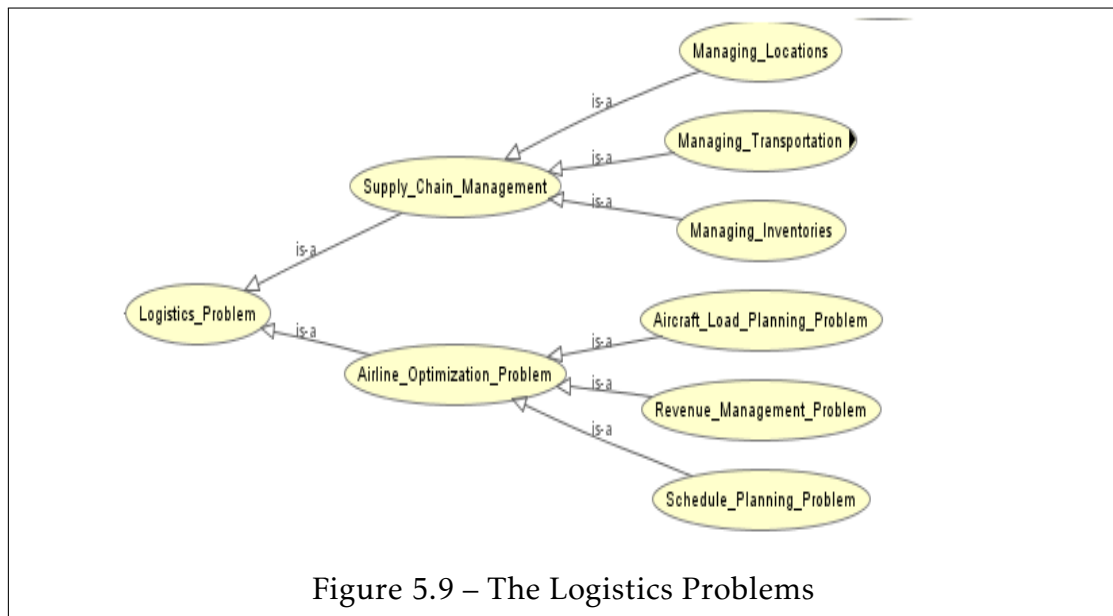 Managing_Locations
is-a
Managing_Transportation
is-a
Supply_Chain_Management
is-a
Managing_Inventories
is-a
Logistics_Problem
Aircraft_Load_Planning_Problem
is-a
is-a
Airline_Optimization_Problem
is-a
Revenue_Management_Problem
is-a
Schedule_Planning_Problem
Figure 5.9 – The Logistics Problems